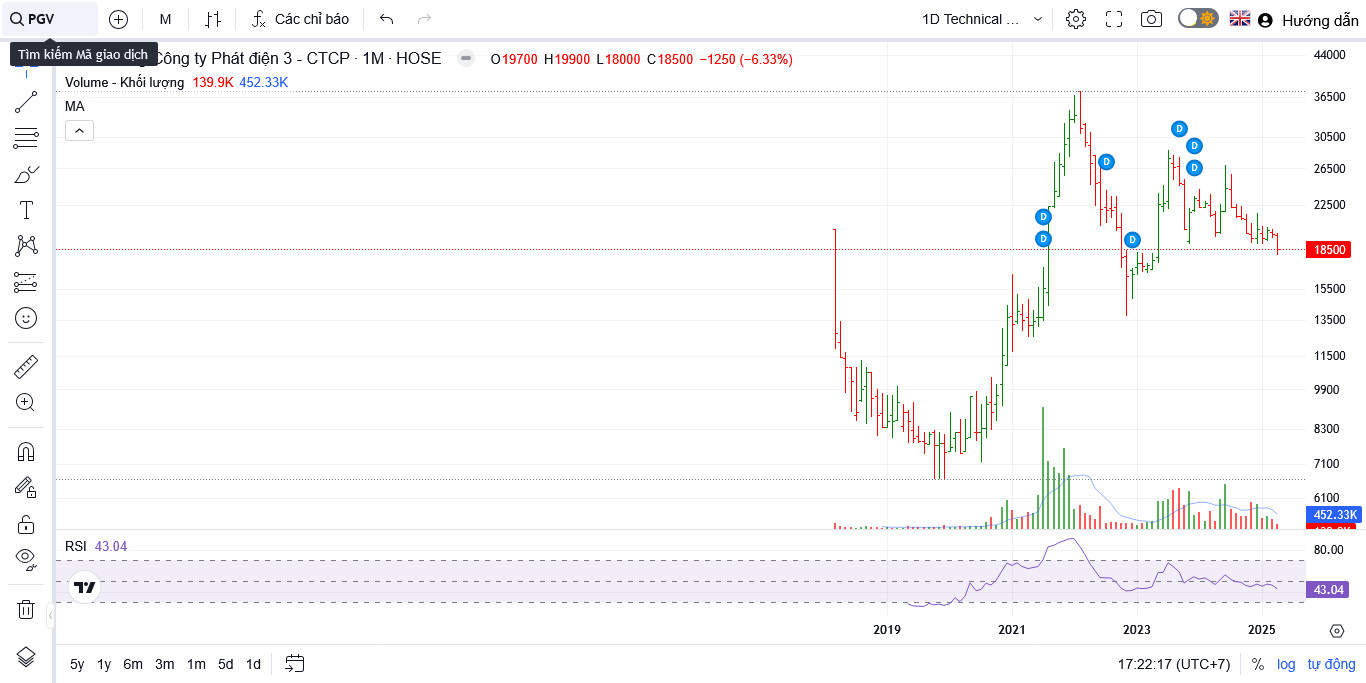 PGV M Các chỉ báo 1D Technical ... Hướng dẫn
Tìm kiếm Mã giao dịch
Công ty Phát điện 3 - CTCP · 1M · HOSE O19700 H19900 L18000 C18500 −1250 (−6.33%)
Volume - Khối lượng 139.9K 452.33K
MA
44000
36500
30500
26500
22500
18500
15500
13500
11500
9900
8300
7100
6100
452.33K
D
D
D
D
D
D
D
RSI 43.04
80.00
43.04
2019 2021 2023 2025
5y 1y 6m 3m 1m 5d 1d 17:22:17 (UTC+7) % log tự động